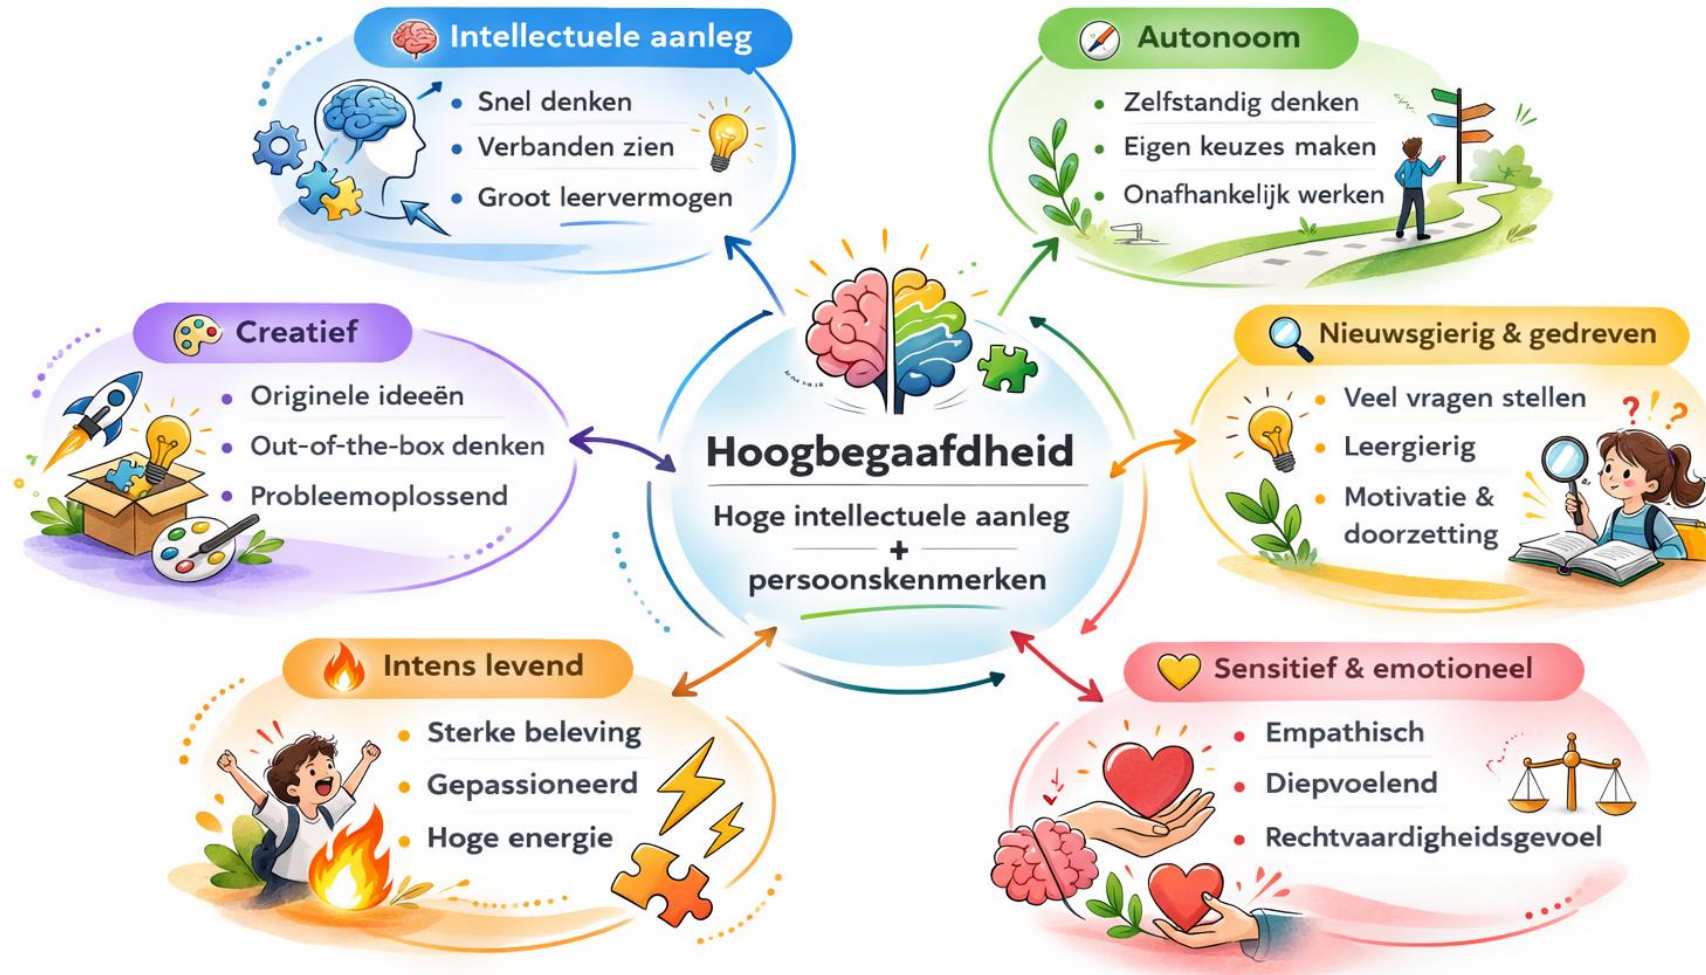 Intellectuele aanleg
Snel denken
Verbanden zien
Groot leervermogen
Autonoom
Zelfstandig denken
Eigen keuzes maken
Onafhankelijk werken
Creatief
Originele ideeën
Out-of-the-box denken
Probleemoplossend
Hoogbegaafdheid
Hoge intellectuele aanleg
+
persoonskenmerken
Nieuwsgierig & gedreven
Veel vragen stellen
Leergierig
Motivatie &
doorzetting
? ! ?
Intens levend
Sterke beleving
Gepassioneerd
Hoge energie
Sensitief & emotioneel
Empathisch
Diepvoelend
Rechtvaardigheidsgevoel